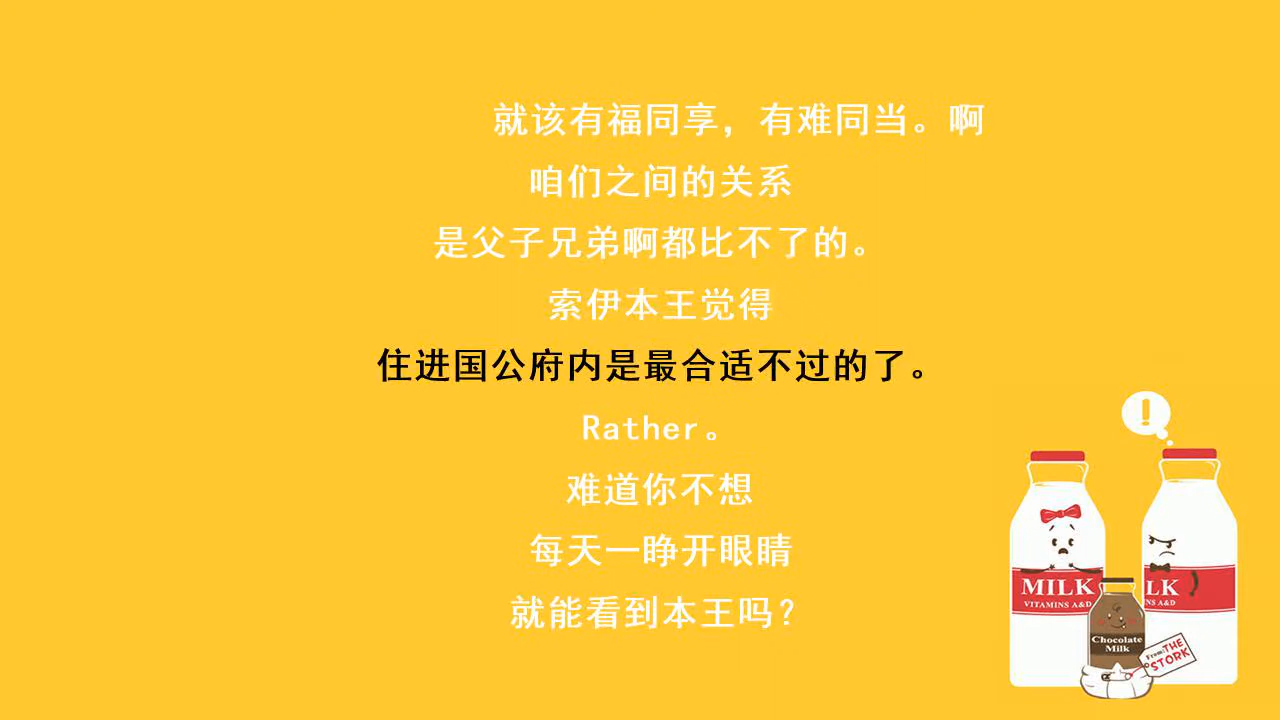 就该有福同享，有难同当。啊
咱们之间的关系
是父子兄弟啊都比不了的。
索伊本王觉得
住进国公府内是最合适不过的了。
Rather。
难道你不想
每天一睁开眼睛
就能看到本王吗？
!
MILK
VITAMINS A&D
LK
NS A&D
Chocolate
Milk
From: THE
STORK